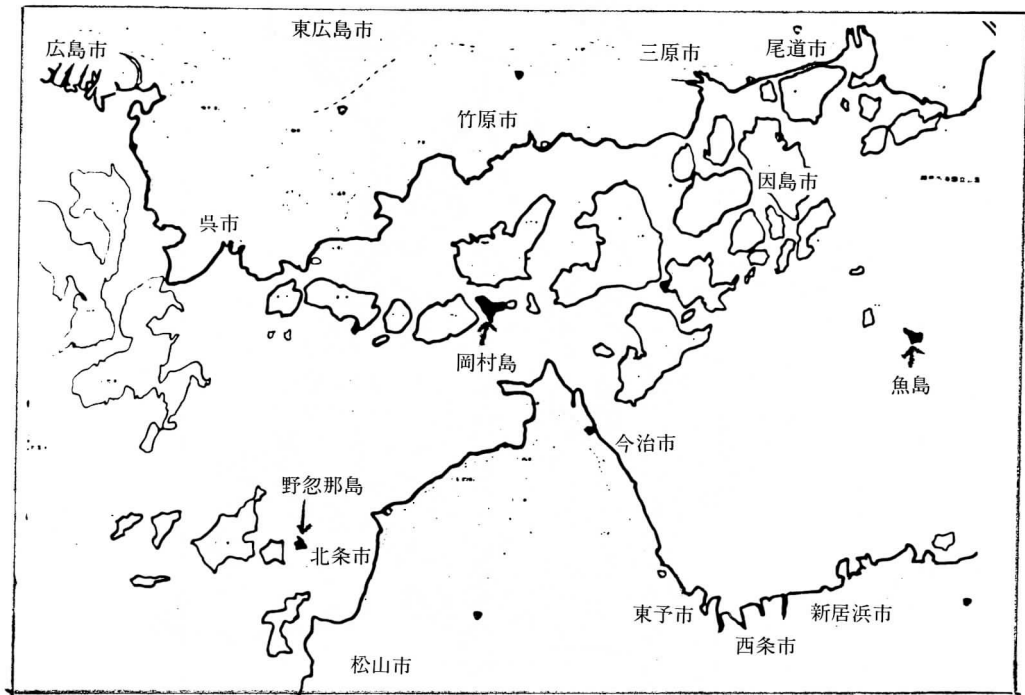 東広島市
広島市
三原市
尾道市
竹原市
因島市
呉市
岡村島
魚島
今治市
野忽那島
北条市
東予市
新居浜市
西条市
松山市